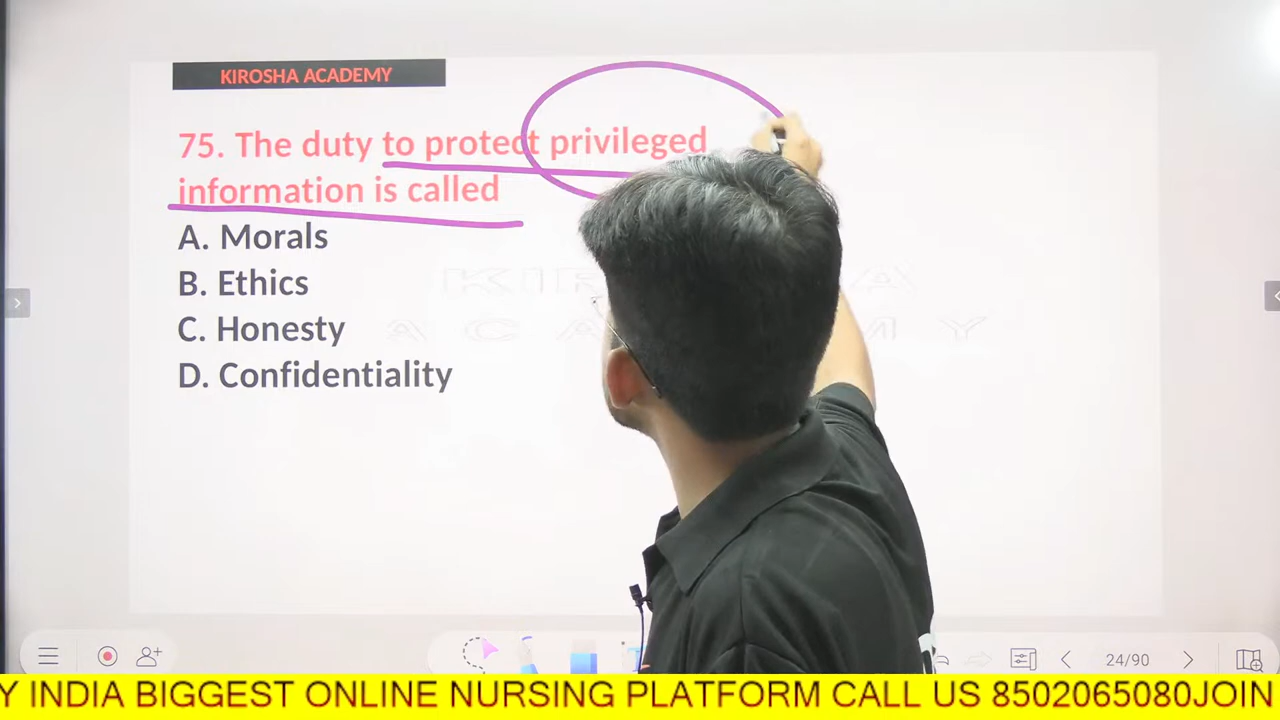 KIROSHA ACADEMY
75. The duty to protect privileged
information is called
A. Morals
B. Ethics
C. Honesty
D. Confidentiality
24/90
Y INDIA BIGGEST ONLINE NURSING PLATFORM CALL US 8502065080JOIN